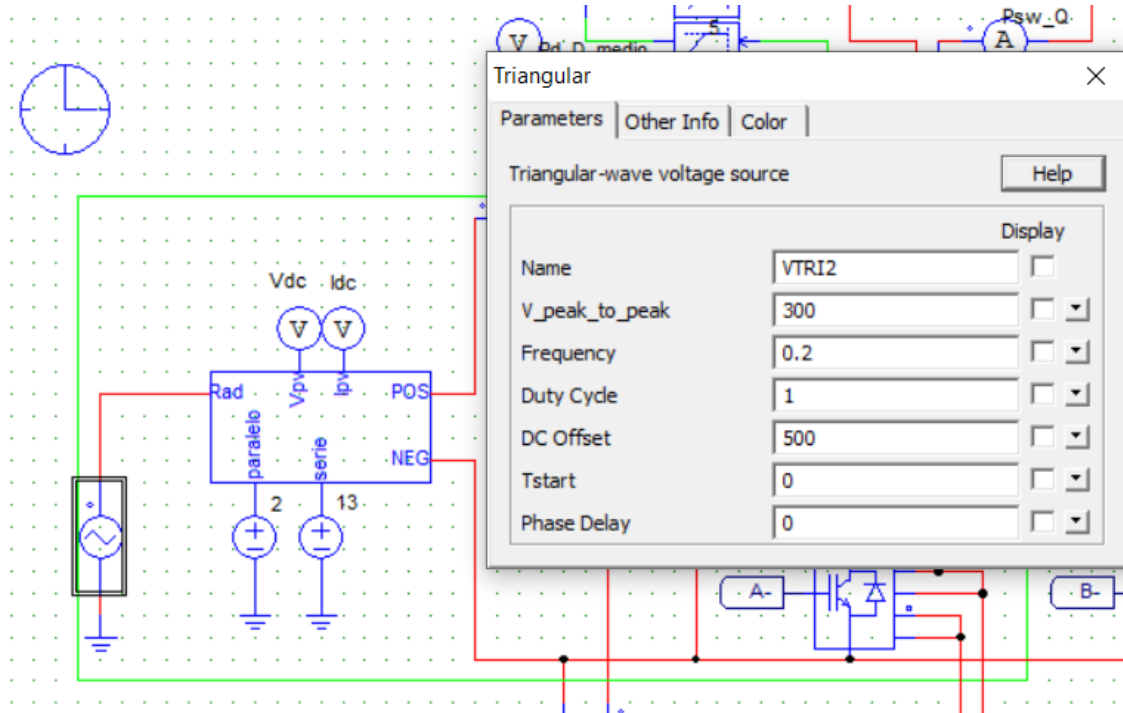 Psw_Q
A
V
Pd_D_medio
S
Triangular
Parameters
Other Info
Color
Triangular-wave voltage source
Help
Display
Name
VTRI2
V_peak_to_peak
300
Frequency
0.2
Duty Cycle
1
DC Offset
500
Tstart
0
Phase Delay
0
Vdc
Idc
V
V
Rad
Vpv
Ipv
POS
paralelo
serie
NEG
2
13
A-
B-